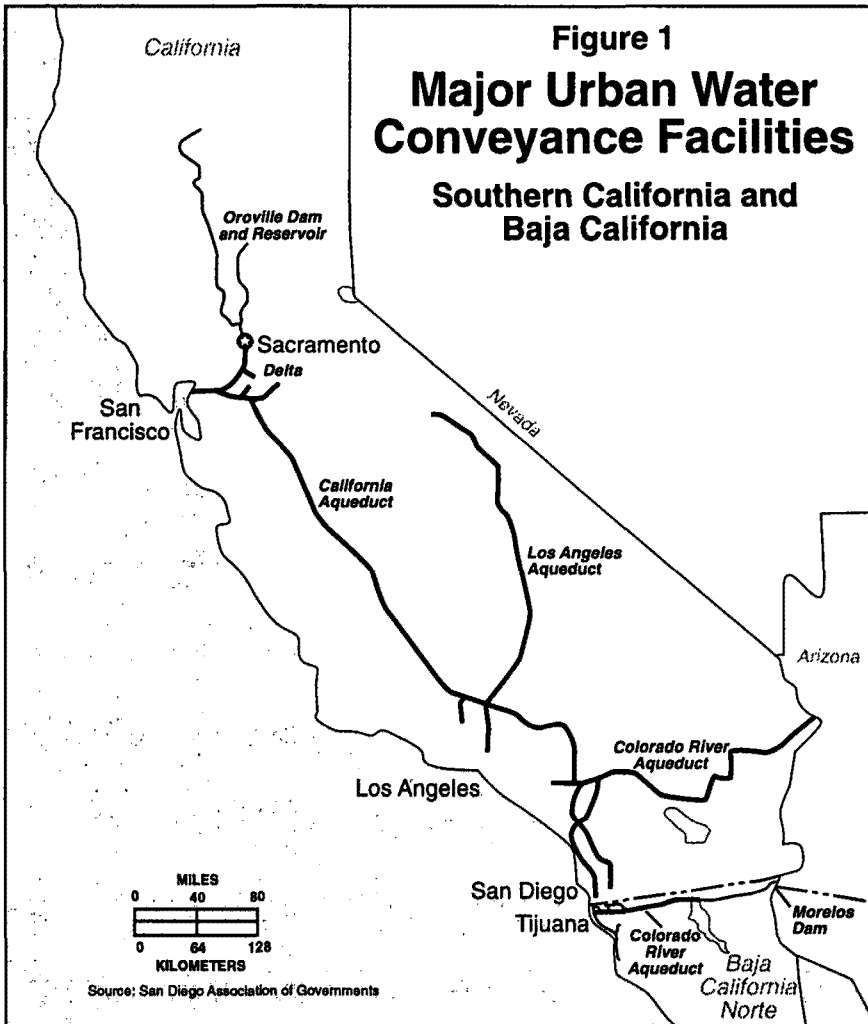 Figure 1
Major Urban Water
Conveyance Facilities
Southern California and
Baja California
California
Oroville Dam
and Reservoir
Sacramento
Delta
San
Francisco
Nevada
California
Aqueduct
Los Angeles
Aqueduct
Arizona
Colorado River
Aqueduct
Los Angeles
MILES
0 40 80
0 64 128
KILOMETERS
San Diego
Tijuana
Morelos
Dam
Colorado
River
Aqueduct
Baja
California
Norte
Source: San Diego Association of Governments